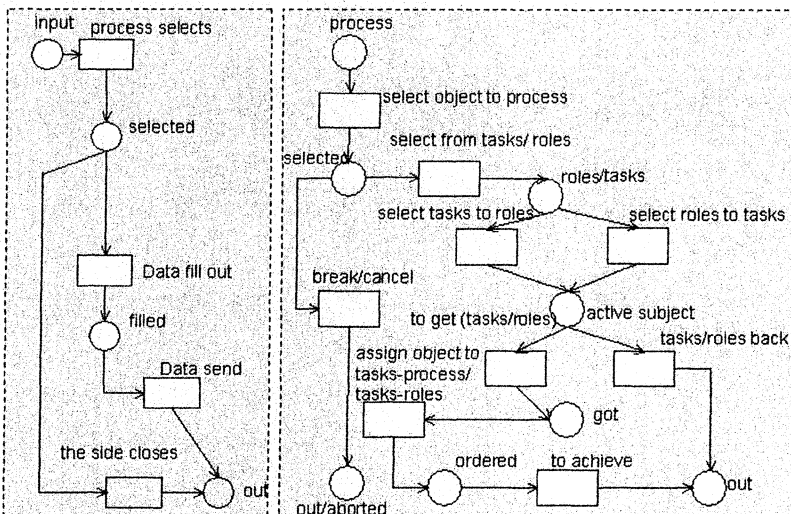 input
process selects
selected
Data fill out
filled
Data send
the side closes
out
process
select object to process
select from tasks/ roles
selected
roles/tasks
select tasks to roles
select roles to tasks
break/cancel
to get (tasks/roles)
active subject
tasks/roles back
assign object to
tasks-process/
tasks-roles
got
ordered
to achieve
out
out/aborted